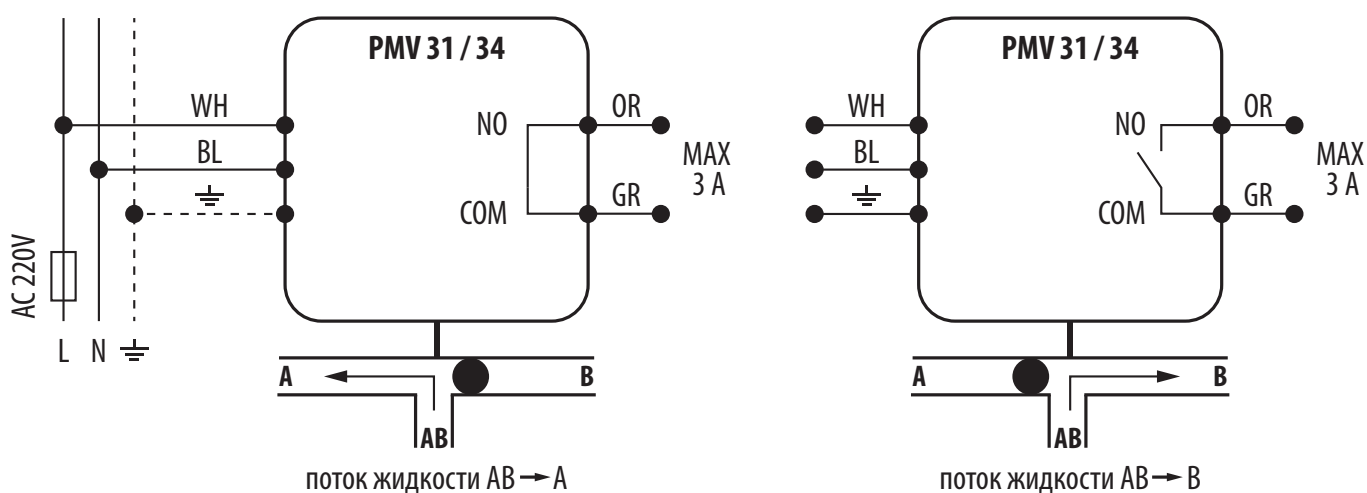 PMV 31 / 34
WH
BL
NO
COM
OR
GR
MAX
3 A
AC 220V
L N
A
B
AB
поток жидкости AB → A
PMV 31 / 34
WH
BL
NO
COM
OR
GR
MAX
3 A
A
B
AB
поток жидкости AB → B